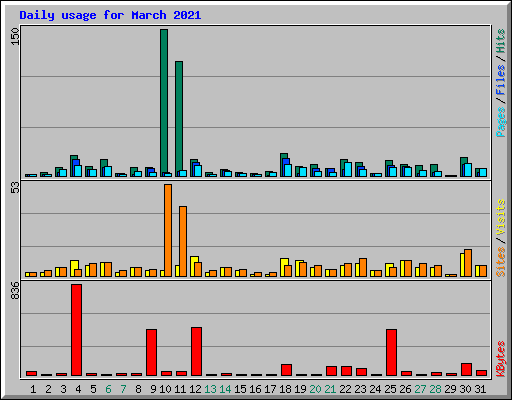 Daily usage for March 2021
150
Pages / Files / Hits
53
Sites / Visits
836
KBytes
1 2 3 4 5 6 7 8 9 10 11 12 13 14 15 16 17 18 19 20 21 22 23 24 25 26 27 28 29 30 31